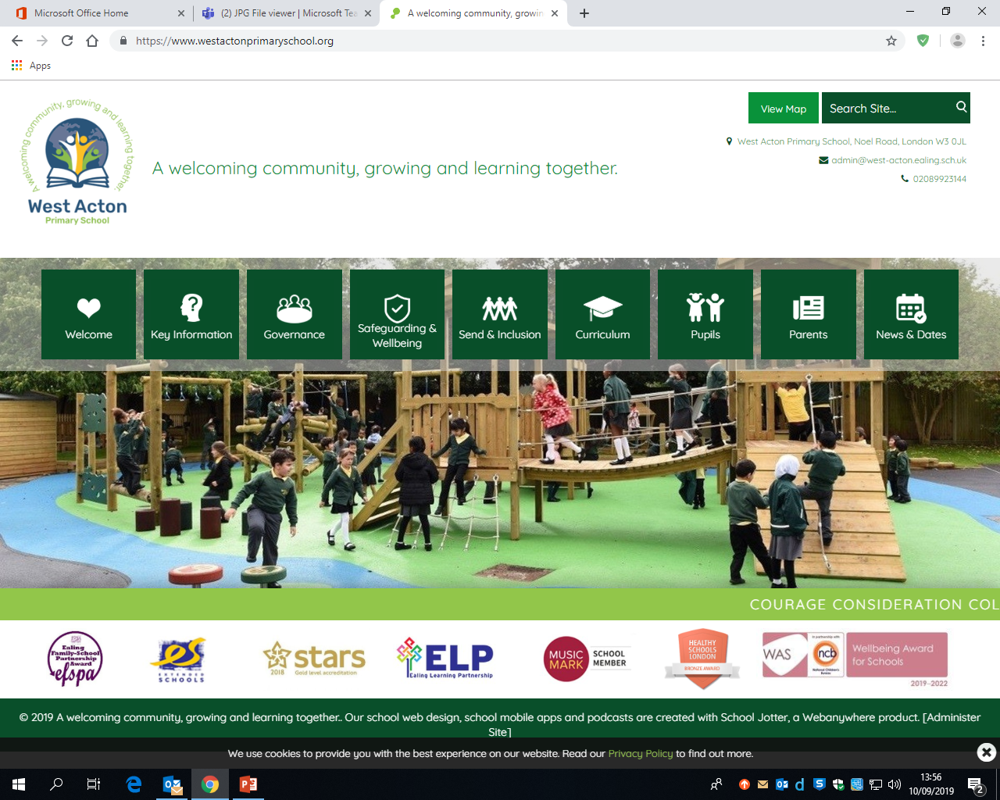 Microsoft Office Home
(2) JPG File viewer | Microsoft Tea
A welcoming community, growin
https://www.westactonprimaryschool.org
Apps
A welcoming community, growing and learning together.
West Acton
Primary School
A welcoming community, growing and learning together.
View Map
Search Site...
West Acton Primary School, Noel Road, London W3 0JL
admin@west-acton.ealing.sch.uk
02089923144
Welcome
Key Information
Governance
Safeguarding &
Wellbeing
Send & Inclusion
Curriculum
Pupils
Parents
News & Dates
COURAGE CONSIDERATION COL
Ealing
Family-School
Partnership
Award
efspa
es
EXTENDED
SCHOOLS
stars
2018 Gold level accreditation
ELP
Ealing Learning Partnership
MUSIC
MARK
SCHOOL
MEMBER
HEALTHY
SCHOOLS
LONDON
BRONZE AWARD
WAS
In partnership with
ncb
National Children's
Bureau
Wellbeing Award
for Schools
2019-2022
© 2019 A welcoming community, growing and learning together.. Our school web design, school mobile apps and podcasts are created with School Jotter, a Webanywhere product. [Administer
Site]
We use cookies to provide you with the best experience on our website. Read our Privacy Policy to find out more.
13:56
10/09/2019
2